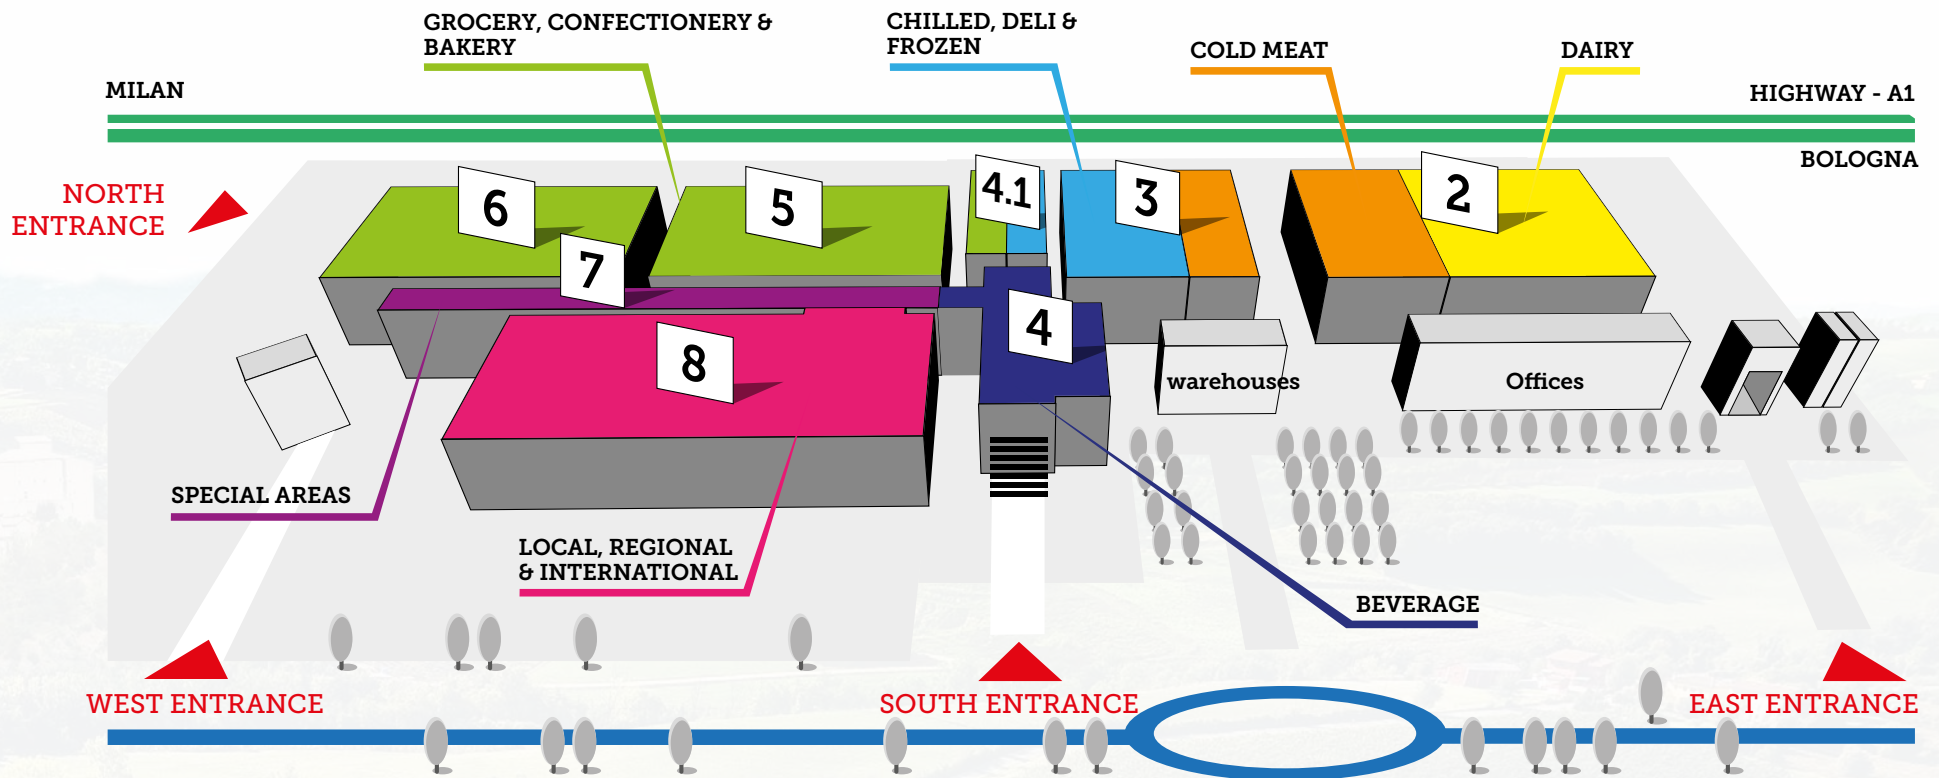 GROCERY, CONFECTIONERY &
BAKERY
CHILLED, DELI &
FROZEN
COLD MEAT
DAIRY
MILAN
HIGHWAY - A1
BOLOGNA
NORTH
ENTRANCE
6
5
4.1
3
2
7
4
8
warehouses
Offices
SPECIAL AREAS
LOCAL, REGIONAL
& INTERNATIONAL
BEVERAGE
WEST ENTRANCE
SOUTH ENTRANCE
EAST ENTRANCE